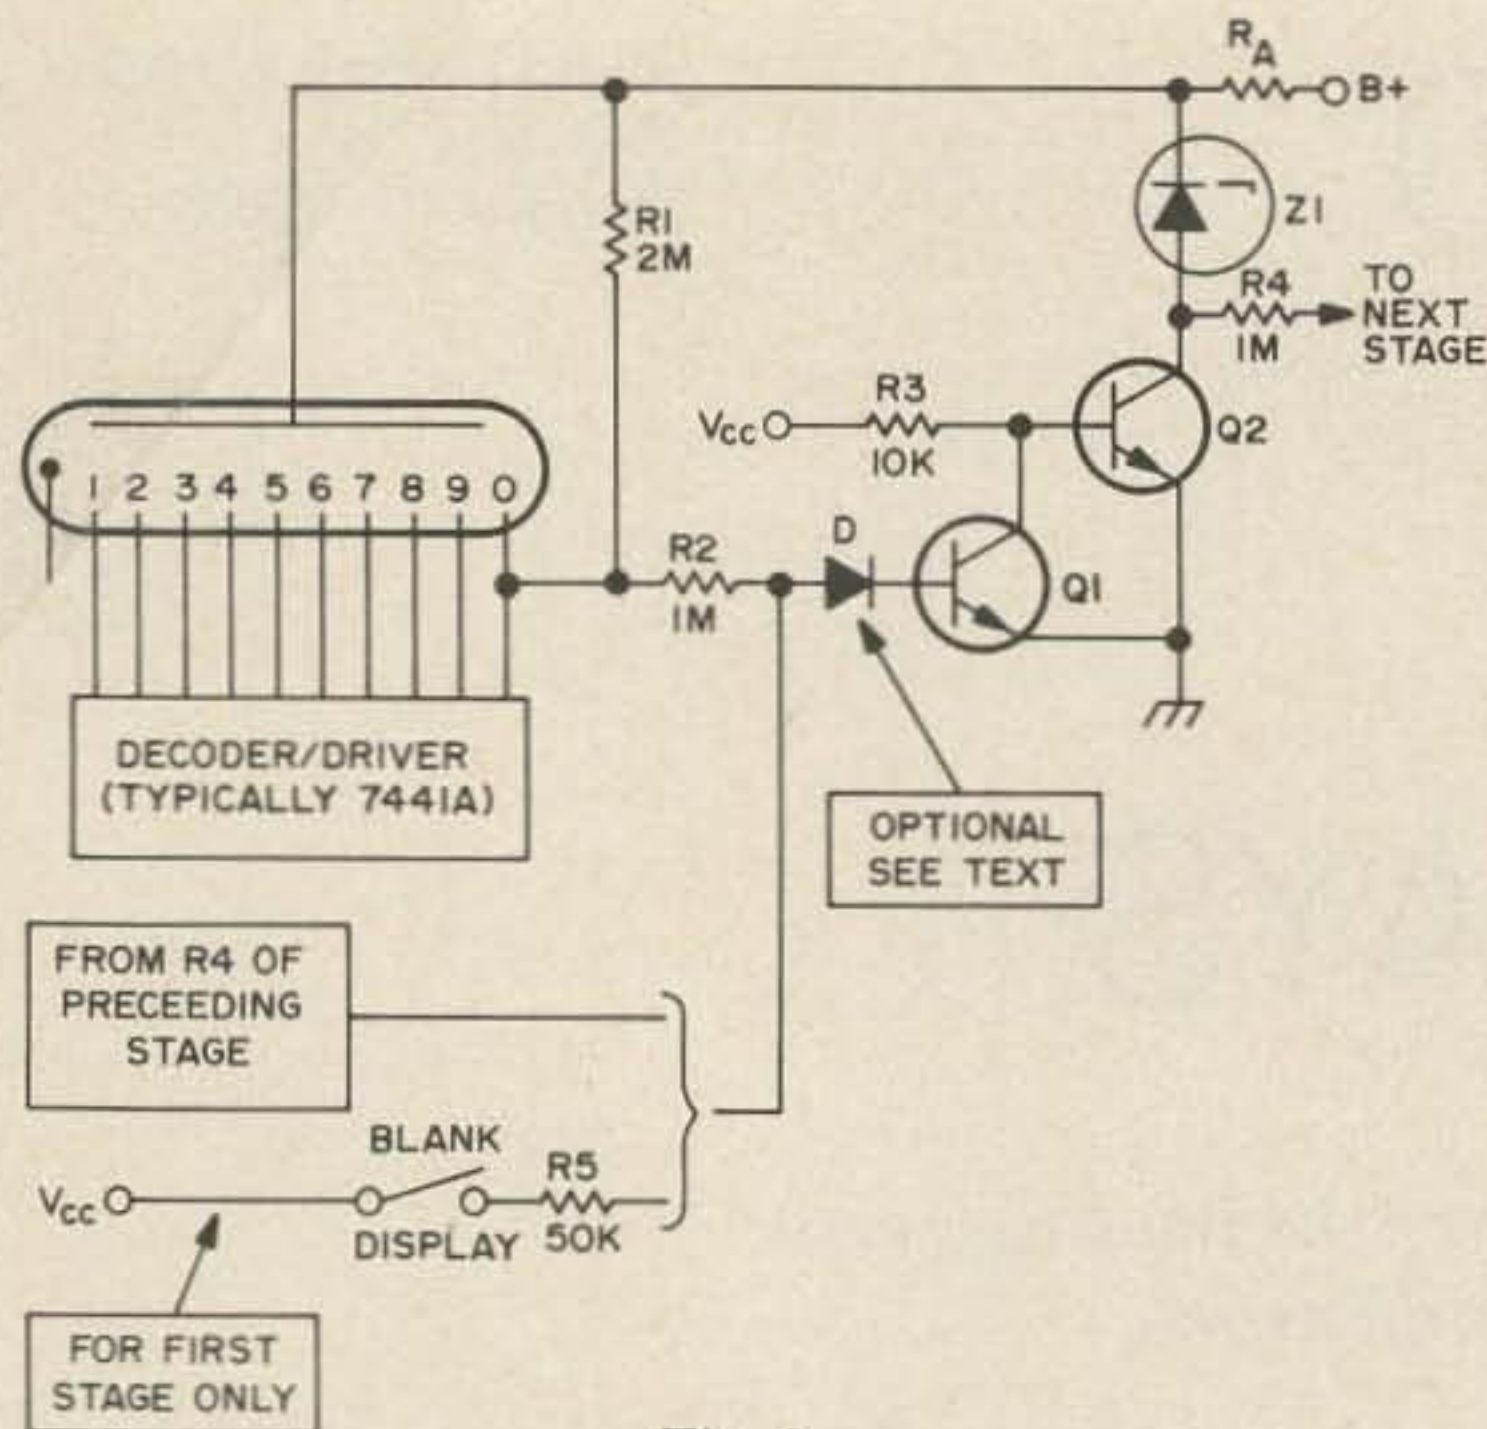 RA
B+
R1
2M
Z1
R4
1M
TO
NEXT
STAGE
Vcc
R3
10K
Q2
1 2 3 4 5 6 7 8 9 0
R2
1M
D
Q1
DECODER/DRIVER
(TYPICALLY 7441A)
OPTIONAL
SEE TEXT
FROM R4 OF
PRECEEDING
STAGE
BLANK
Vcc
R5
DISPLAY
50K
FOR FIRST
STAGE ONLY